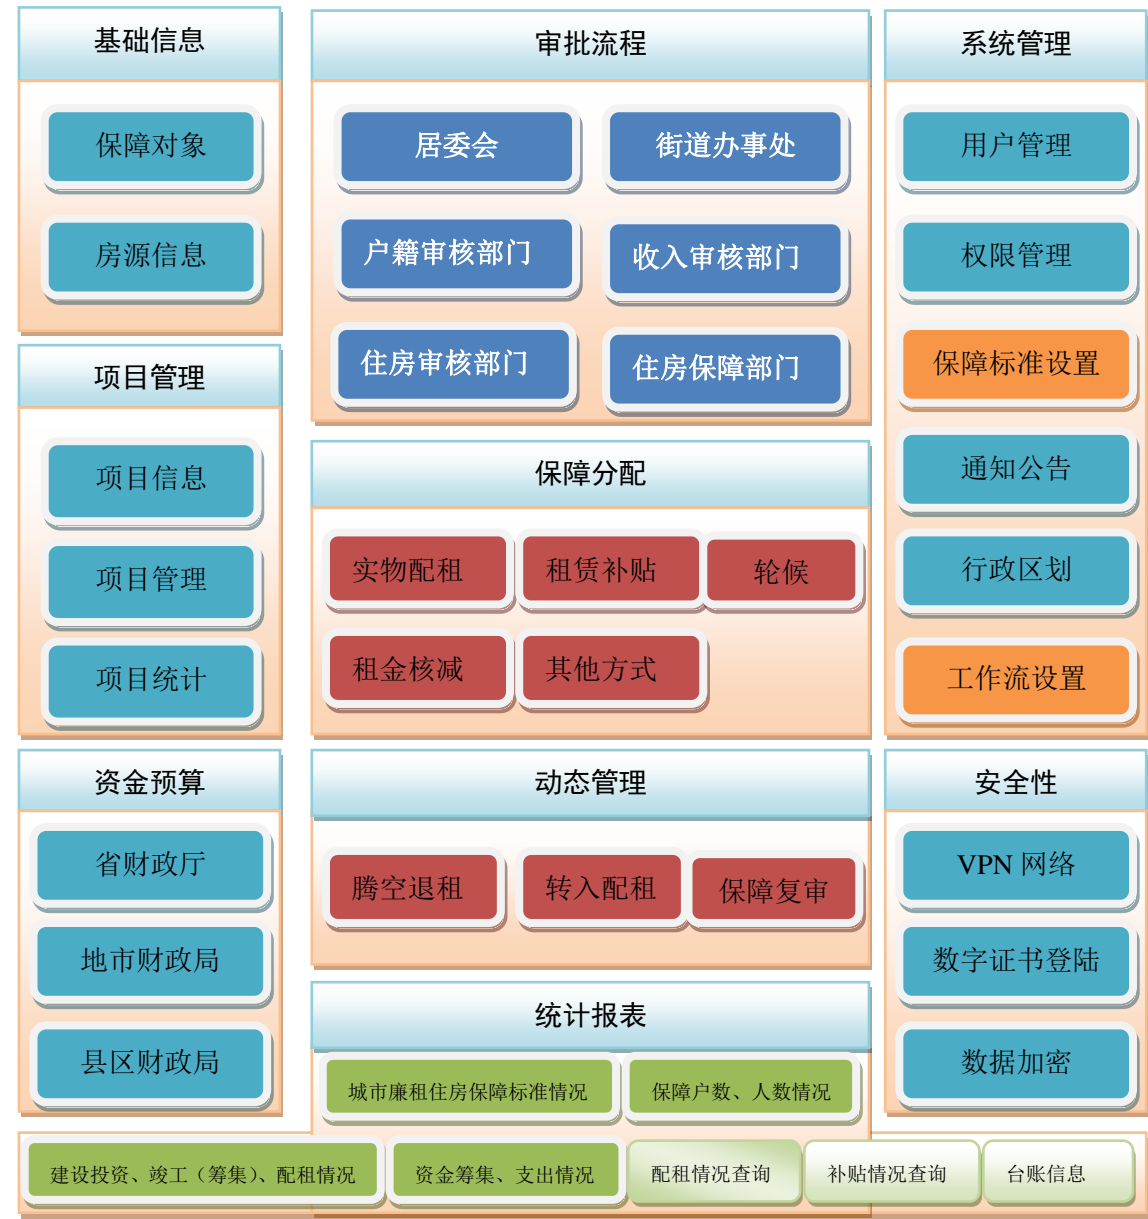 基础信息
保障对象
房源信息
项目管理
项目信息
项目管理
项目统计
资金预算
省财政厅
地市财政局
县区财政局
审批流程
居委会
街道办事处
户籍审核部门
收入审核部门
住房审核部门
住房保障部门
保障分配
实物配租
租赁补贴
轮候
租金核减
其他方式
动态管理
腾空退租
转入配租
保障复审
统计报表
城市廉租住房保障标准情况
保障户数、人数情况
建设投资、竣工（筹集）、配租情况
资金筹集、支出情况
配租情况查询
补贴情况查询
台账信息
系统管理
用户管理
权限管理
保障标准设置
通知公告
行政区划
工作流设置
安全性
VPN 网络
数字证书登陆
数据加密